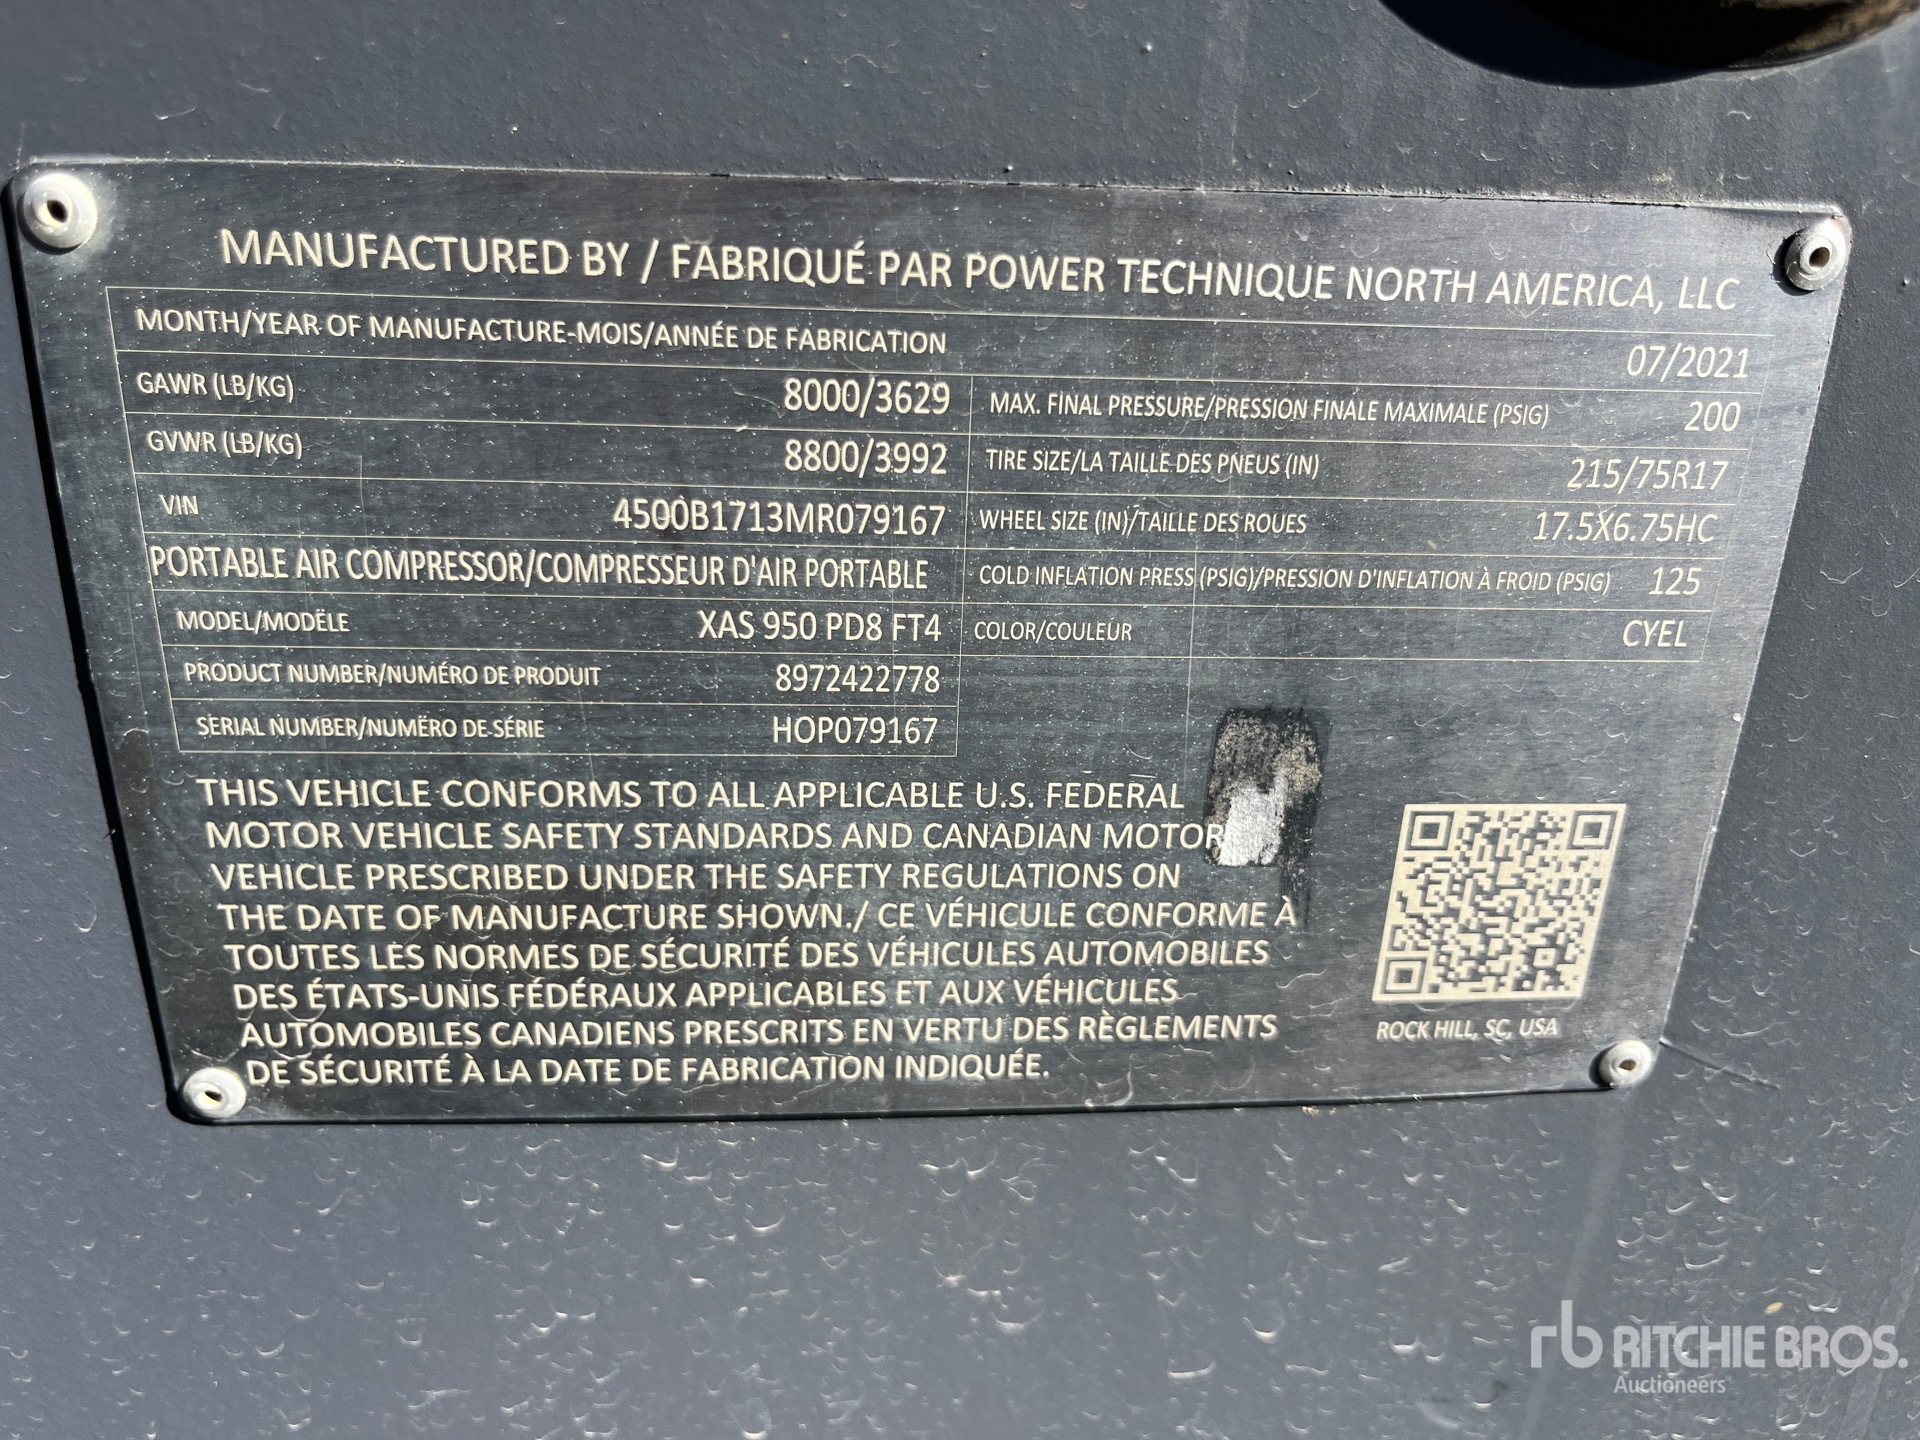 MANUFACTURED BY / FABRIQUÉ PAR POWER TECHNIQUE NORTH AMERICA, LLC
MONTH/YEAR OF MANUFACTURE-MOIS/ANNÉE DE FABRICATION 07/2021
GAWR (LB/KG) 8000/3629 MAX. FINAL PRESSURE/PRESSION FINALE MAXIMALE (PSIG) 200
GVWR (LB/KG) 8800/3992 TIRE SIZE/LA TAILLE DES PNEUS (IN) 215/75R17
VIN 4500B1713MR079167 WHEEL SIZE (IN)/TAILLE DES ROUES 17.5X6.75HC
PORTABLE AIR COMPRESSOR/COMPRESSEUR D'AIR PORTABLE COLD INFLATION PRESS (PSIG)/PRESSION D'INFLATION À FROID (PSIG) 125
MODEL/MODËLE XAS 950 PD8 FT4 COLOR/COULEUR CYEL
PRODUCT NUMBER/NUMÉRO DE PRODUIT 8972422778
SERIAL NUMBER/NUMËRO DE SÉRIE HOP079167
THIS VEHICLE CONFORMS TO ALL APPLICABLE U.S. FEDERAL
MOTOR VEHICLE SAFETY STANDARDS AND CANADIAN MOTOR
VEHICLE PRESCRIBED UNDER THE SAFETY REGULATIONS ON
THE DATE OF MANUFACTURE SHOWN./ CE VÉHICULE CONFORME À
TOUTES LES NORMES DE SÉCURITÉ DES VÉHICULES AUTOMOBILES
DES ÉTATS-UNIS FÉDÉRAUX APPLICABLES ET AUX VÉHICULES
AUTOMOBILES CANADIENS PRESCRITS EN VERTU DES RÈGLEMENTS
DE SÉCURITÉ À LA DATE DE FABRICATION INDIQUÉE.
ROCK HILL, SC, USA
rb RITCHIE BROS.
Auctioneers